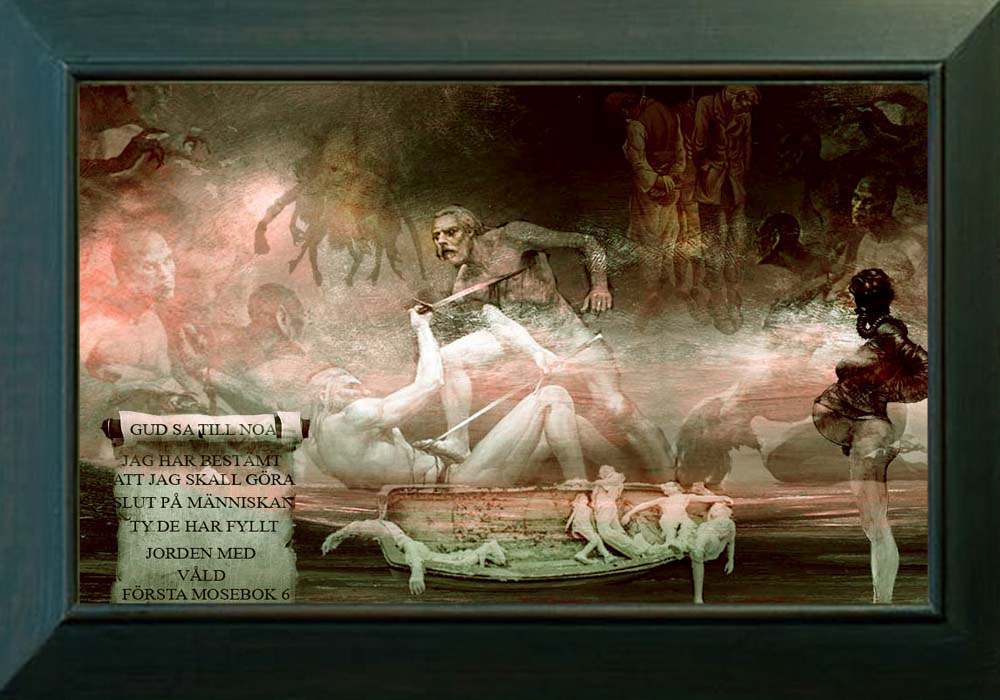 GUD SA TILL NOA
JAG HAR BESTÄMT
ATT JAG SKALL GÖRA
SLUT PÅ MÄNNISKAN
TY DE HAR FYLLT
JORDEN MED
VÅLD
FÖRSTA MOSEBOK 6